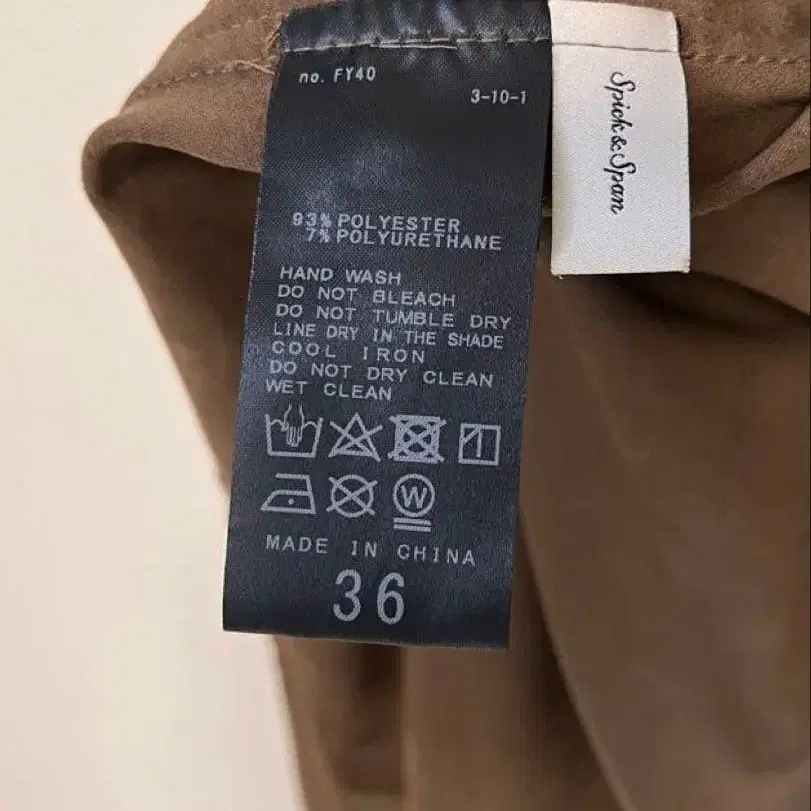 no. FY40
3-10-1
93% POLYESTER
7% POLYURETHANE
HAND WASH
DO NOT BLEACH
DO NOT TUMBLE DRY
LINE DRY IN THE SHADE
COOL IRON
DO NOT DRY CLEAN
WET CLEAN
W
MADE IN CHINA
36
Spick & Span